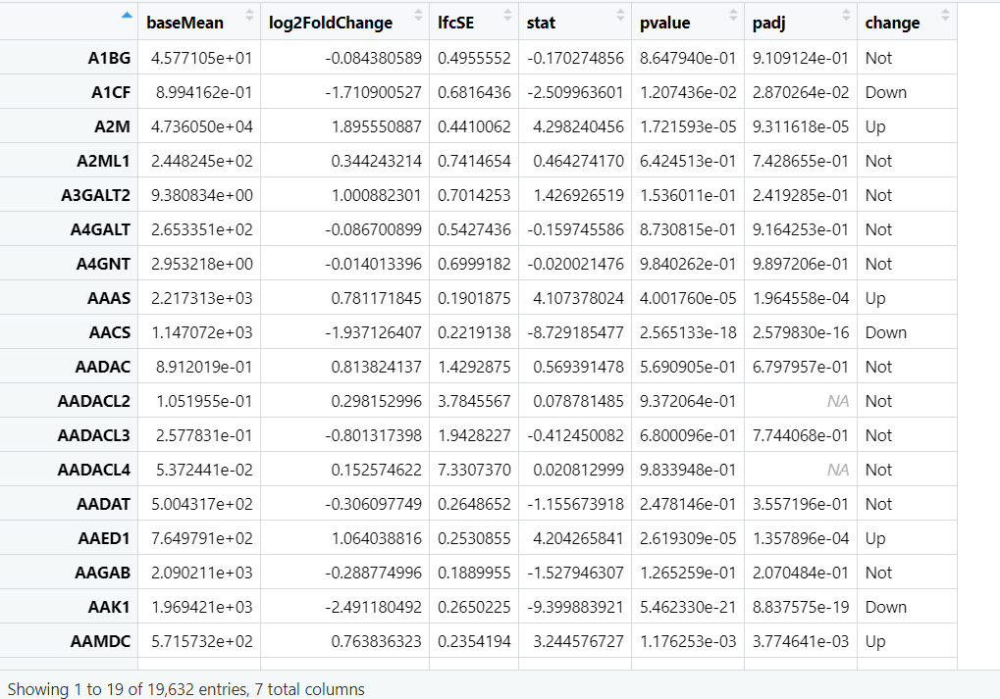 baseMean log2FoldChange lfcSE stat pvalue padj change
A1BG 4.577105e+01 -0.084380589 0.4955552 -0.170274856 8.647940e-01 9.109124e-01 Not
A1CF 8.994162e-01 -1.710900527 0.6816436 -2.509963601 1.207436e-02 2.870264e-02 Down
A2M 4.736050e+04 1.895550887 0.4410062 4.298240456 1.721593e-05 9.311618e-05 Up
A2ML1 2.448245e+02 0.344243214 0.7414654 0.464274170 6.424513e-01 7.428655e-01 Not
A3GALT2 9.380834e+00 1.000882301 0.7014253 1.426926519 1.536011e-01 2.419285e-01 Not
A4GALT 2.653351e+02 -0.086700899 0.5427436 -0.159745586 8.730815e-01 9.164253e-01 Not
A4GNT 2.953218e+00 -0.014013396 0.6999182 -0.020021476 9.840262e-01 9.897206e-01 Not
AAAS 2.217313e+03 0.781171845 0.1901875 4.107378024 4.001760e-05 1.964558e-04 Up
AACS 1.147072e+03 -1.937126407 0.2219138 -8.729185477 2.565133e-18 2.579830e-16 Down
AADAC 8.912019e-01 0.813824137 1.4292875 0.569391478 5.690905e-01 6.797957e-01 Not
AADACL2 1.051955e-01 0.298152996 3.7845567 0.078781485 9.372064e-01 NA Not
AADACL3 2.577831e-01 -0.801317398 1.9428227 -0.412450082 6.800096e-01 7.744068e-01 Not
AADACL4 5.372441e-02 0.152574622 7.3307370 0.020812999 9.833948e-01 NA Not
AADAT 5.004317e+02 -0.306097749 0.2648652 -1.155673918 2.478146e-01 3.557196e-01 Not
AAED1 7.649791e+02 1.064038816 0.2530855 4.204265841 2.619309e-05 1.357896e-04 Up
AAGAB 2.090211e+03 -0.288774996 0.1889955 -1.527946307 1.265259e-01 2.070484e-01 Not
AAK1 1.969421e+03 -2.491180492 0.2650225 -9.399883921 5.462330e-21 8.837575e-19 Down
AAMDC 5.715732e+02 0.763836323 0.2354194 3.244576727 1.176253e-03 3.774641e-03 Up
Showing 1 to 19 of 19,632 entries, 7 total columns